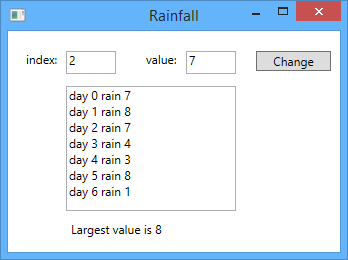 Rainfall
index: 2 value: 7 Change
day 0 rain 7
day 1 rain 8
day 2 rain 7
day 3 rain 4
day 4 rain 3
day 5 rain 8
day 6 rain 1
Largest value is 8